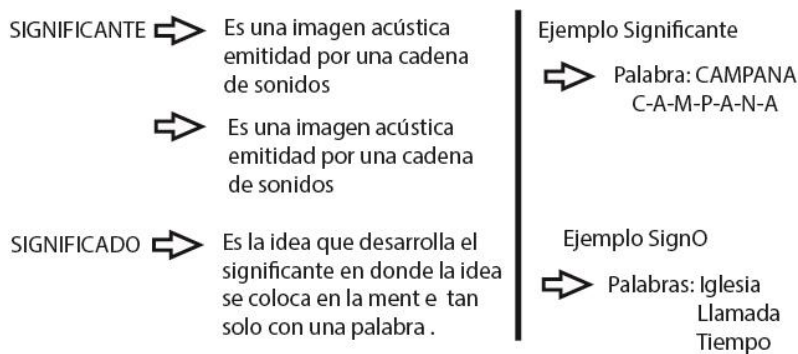 SIGNIFICANTE
Es una imagen acústica
emitidad por una cadena
de sonidos
Es una imagen acústica
emitidad por una cadena
de sonidos
SIGNIFICADO
Es la idea que desarrolla el
significante en donde la idea
se coloca en la ment e tan
solo con una palabra .
Ejemplo Significante
Palabra: CAMPANA
C-A-M-P-A-N-A
Ejemplo SignO
Palabras: Iglesia
Llamada
Tiempo